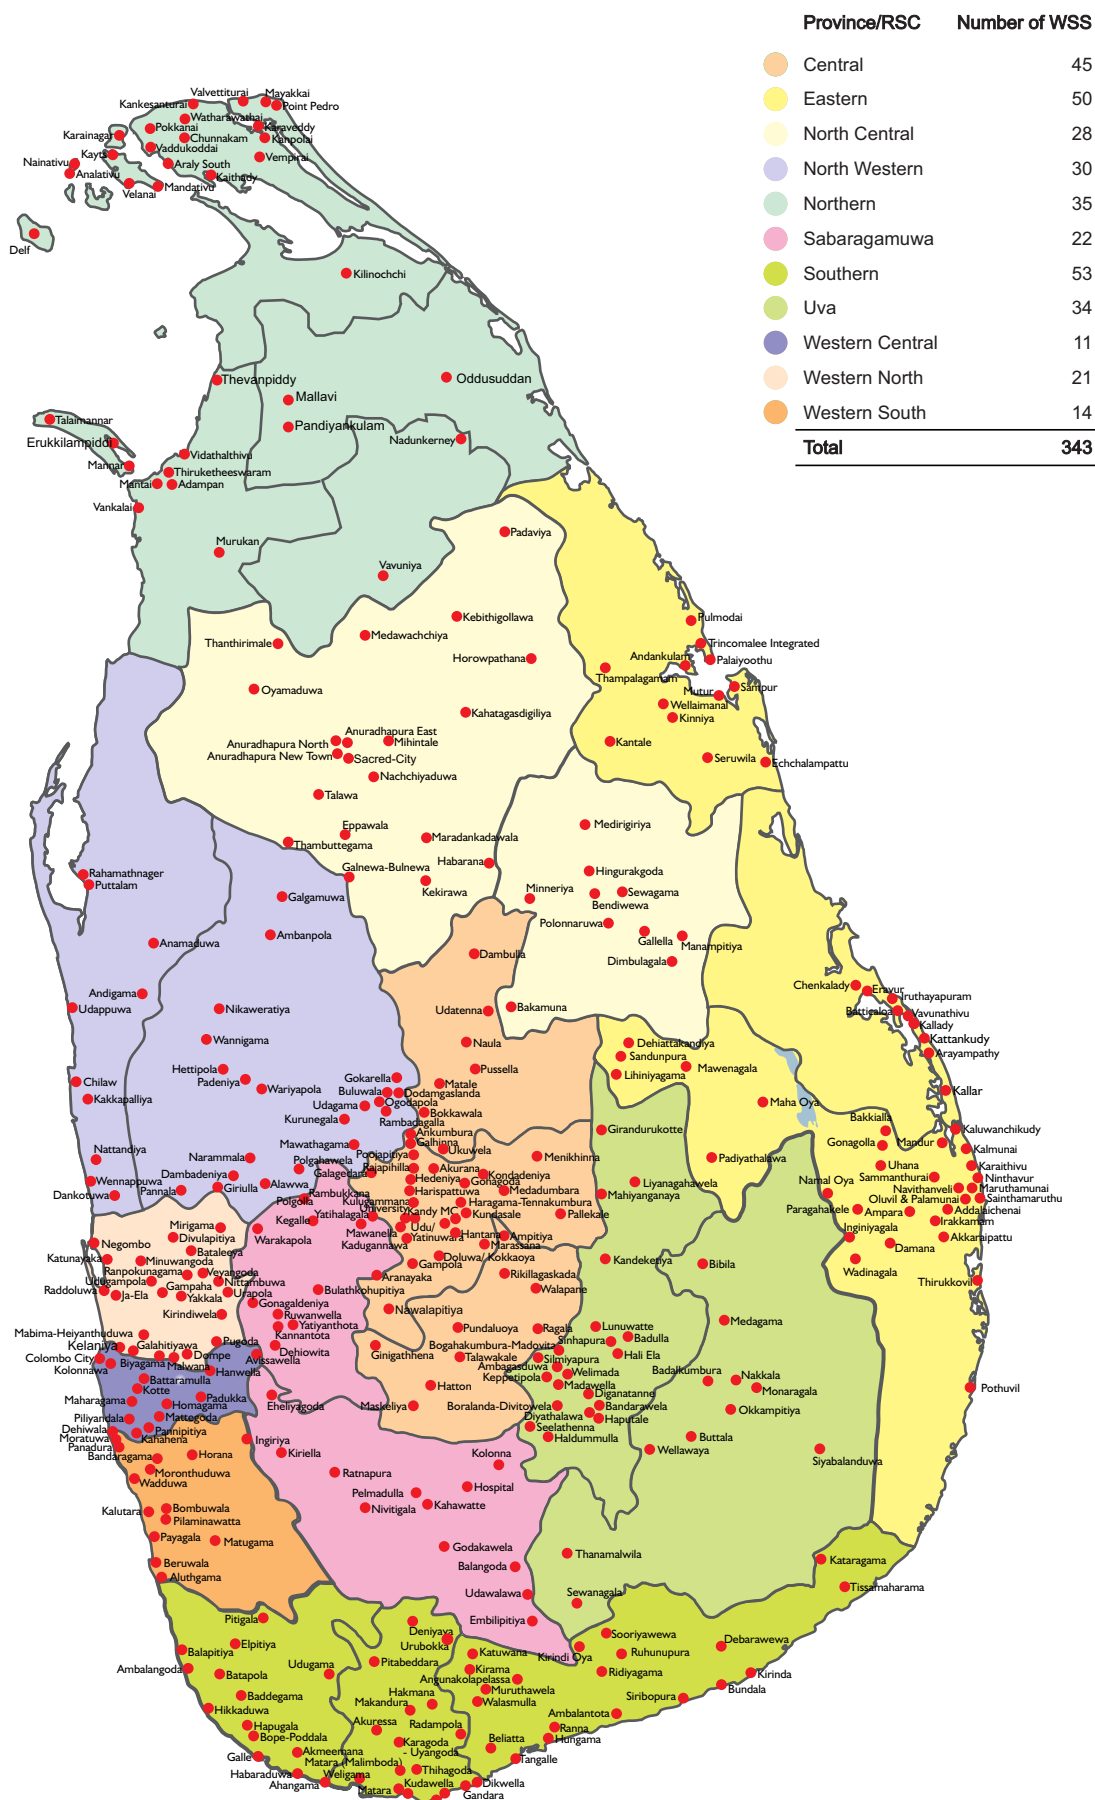 Province/RSC Number of WSS
Central 45
Eastern 50
North Central 28
North Western 30
Northern 35
Sabaragamuwa 22
Southern 53
Uva 34
Western Central 11
Western North 21
Western South 14
Total 343
Valvettiturai
Mayakkai
Kankesanturai
Point Pedro
Watharawathai
Pokkanai
Karaveddy
Karainagar
Chunnakam
Kanpolai
Vaddukoddai
Kayts
Vempirai
Nainativu
Araly South
Analativu
Kaithady
Mandativu
Velanai
Delf
Kilinochchi
Thevanpiddy
Oddusuddan
Mallavi
Talaimannar
Pandiyankulam
Erukkilampiddi
Nadunkerney
Vidathalthivu
Mannar
Thiruketheeswaram
Mantai
Adampan
Vankalai
Padaviya
Murukan
Vavuniya
Kebithigollawa
Pulmodai
Medawachchiya
Thanthirimale
Trincomalee Integrated
Horowpathana
Andankulam
Palaiyoothu
Thampalagamam
Oyamaduwa
Mutur
Sampur
Wellaimanal
Kahatagasdigiliya
Kinniya
Anuradhapura East
Anuradhapura North
Mihintale
Kantale
Anuradhapura New Town
Sacred-City
Seruwila
Echchalampattu
Nachchiyaduwa
Talawa
Eppawala
Medirigiriya
Maradankadawala
Thambuttegama
Habarana
Galnewa-Bulnewa
Hingurakgoda
Rahamathnager
Puttalam
Kekirawa
Minneriya
Sewagama
Galgamuwa
Bendiwewa
Polonnaruwa
Ambanpola
Gallella
Manampitiya
Anamaduwa
Dambulla
Dimbulagala
Chenkalady
Eravur
Andigama
Iruthayapuram
Udappuwa
Nikaweratiya
Udatenna
Bakamuna
Batticaloa
Vavunathivu
Kallady
Wannigama
Naula
Dehiattakandiya
Kattankudy
Sandunpura
Arayampathy
Hettipola
Pussella
Mawenagala
Padeniya
Gokarella
Lihiniyagama
Chilaw
Matale
Wariyapola
Buluwala
Dodamgaslanda
Kallar
Kakkapalliya
Ogodapola
Maha Oya
Udagama
Bokkawala
Kurunegala
Rambadagalla
Bakkialla
Kaluwanchikudy
Ankumbura
Girandurukotte
Galhinna
Gonagolla
Mandur
Mawathagama
Ukuwela
Kalmunai
Nattandiya
Poojapitiya
Menikhinna
Padiyathalawa
Narammala
Polgahawela
Rajapihilla
Akurana
Uhana
Karaithivu
Dambadeniya
Galagedara
Hedeniya
Kondadeniya
Sammanthurai
Ninthavur
Wennappuwa
Alawwa
Gonagoda
Liyanagahawela
Namal Oya
Navithanveli
Maruthamunai
Dankotuwa
Pannala
Giriulla
Rambukkana
Harispattuwa
Medadumbara
Mahiyanganaya
Oluvil & Palamunai
Sainthamaruthu
Polgolla
Kulugammana
Haragama-Tennakumbura
Paragahakele
Ampara
Addalaichenai
Yatihalagala
University
Kandy MC
Kundasale
Pallekale
Irakkamam
Kegalle
Mirigama
Warakapola
Mawanella
Udu/
Inginiyagala
Akkaraipattu
Divulapitiya
Yatinuwara
Hantana
Ampitiya
Negombo
Kadugannawa
Marassana
Damana
Bataleeya
Katunayaka
Minuwangoda
Doluwa/ Kokkaoya
Kandeketiya
Bibila
Wadinagala
Gampola
Ranpokunagama
Veyangoda
Aranayaka
Rikillagaskada
Thirukkovil
Udugampola
Nittambuwa
Raddoluwa
Gampaha
Urapola
Bulathkohupitiya
Walapane
Ja-Ela
Yakkala
Gonagaldeniya
Nawalapitiya
Kirindiwela
Ruwanwella
Medagama
Yatiyanthota
Pundaluoya
Ragala
Lunuwatte
Mabima-Heiyanthuduwa
Kannantota
Sinhapura
Badulla
Kelaniya
Galahitiyawa
Pugoda
Dehiowita
Ginigathhena
Bogahakumbura-Madovita
Hali Ela
Colombo City
Dompe
Avissawella
Talawakale
Silmiyapura
Kolonnawa
Biyagama
Malwana
Ambagasduwa
Badalkumbura
Hanwella
Keppetipola
Welimada
Nakkala
Battaramulla
Hatton
Madawella
Monaragala
Pothuvil
Kotte
Padukka
Eheliyagoda
Diganatanne
Maharagama
Homagama
Maskeliya
Boralanda-Divitowela
Bandarawela
Okkampitiya
Piliyandala
Mattegoda
Diyathalawa
Haputale
Dehiwala
Pannipitiya
Seelathenna
Moratuwa
Kahahena
Ingiriya
Haldummulla
Buttala
Panadura
Horana
Kiriella
Kolonna
Wellawaya
Bandaragama
Siyabalanduwa
Moronthuduwa
Ratnapura
Wadduwa
Hospital
Pelmadulla
Kalutara
Bombuwala
Nivitigala
Kahawatte
Pilaminawatta
Payagala
Matugama
Godakawela
Thanamalwila
Beruwala
Balangoda
Kataragama
Aluthgama
Tissamaharama
Udawalawa
Sewanagala
Pitigala
Deniyaya
Embilipitiya
Elpitiya
Urubokka
Sooriyawewa
Debarawewa
Balapitiya
Katuwana
Kirindi Oya
Ruhunupura
Ambalangoda
Batapola
Udugama
Pitabeddara
Kirama
Ridiyagama
Kirinda
Angunakolapelassa
Baddegama
Hakmana
Muruthawela
Siribopura
Bundala
Hikkaduwa
Makandura
Walasmulla
Ambalantota
Hapugala
Akuressa
Radampola
Ranna
Bope-Poddala
Karagoda
Beliatta
Hungama
Galle
Akmeemana
- Uyangoda
Tangalle
Matara (Malimboda)
Thihagoda
Habaraduwa
Weligama
Kudawella
Dikwella
Ahangama
Matara
Gandara